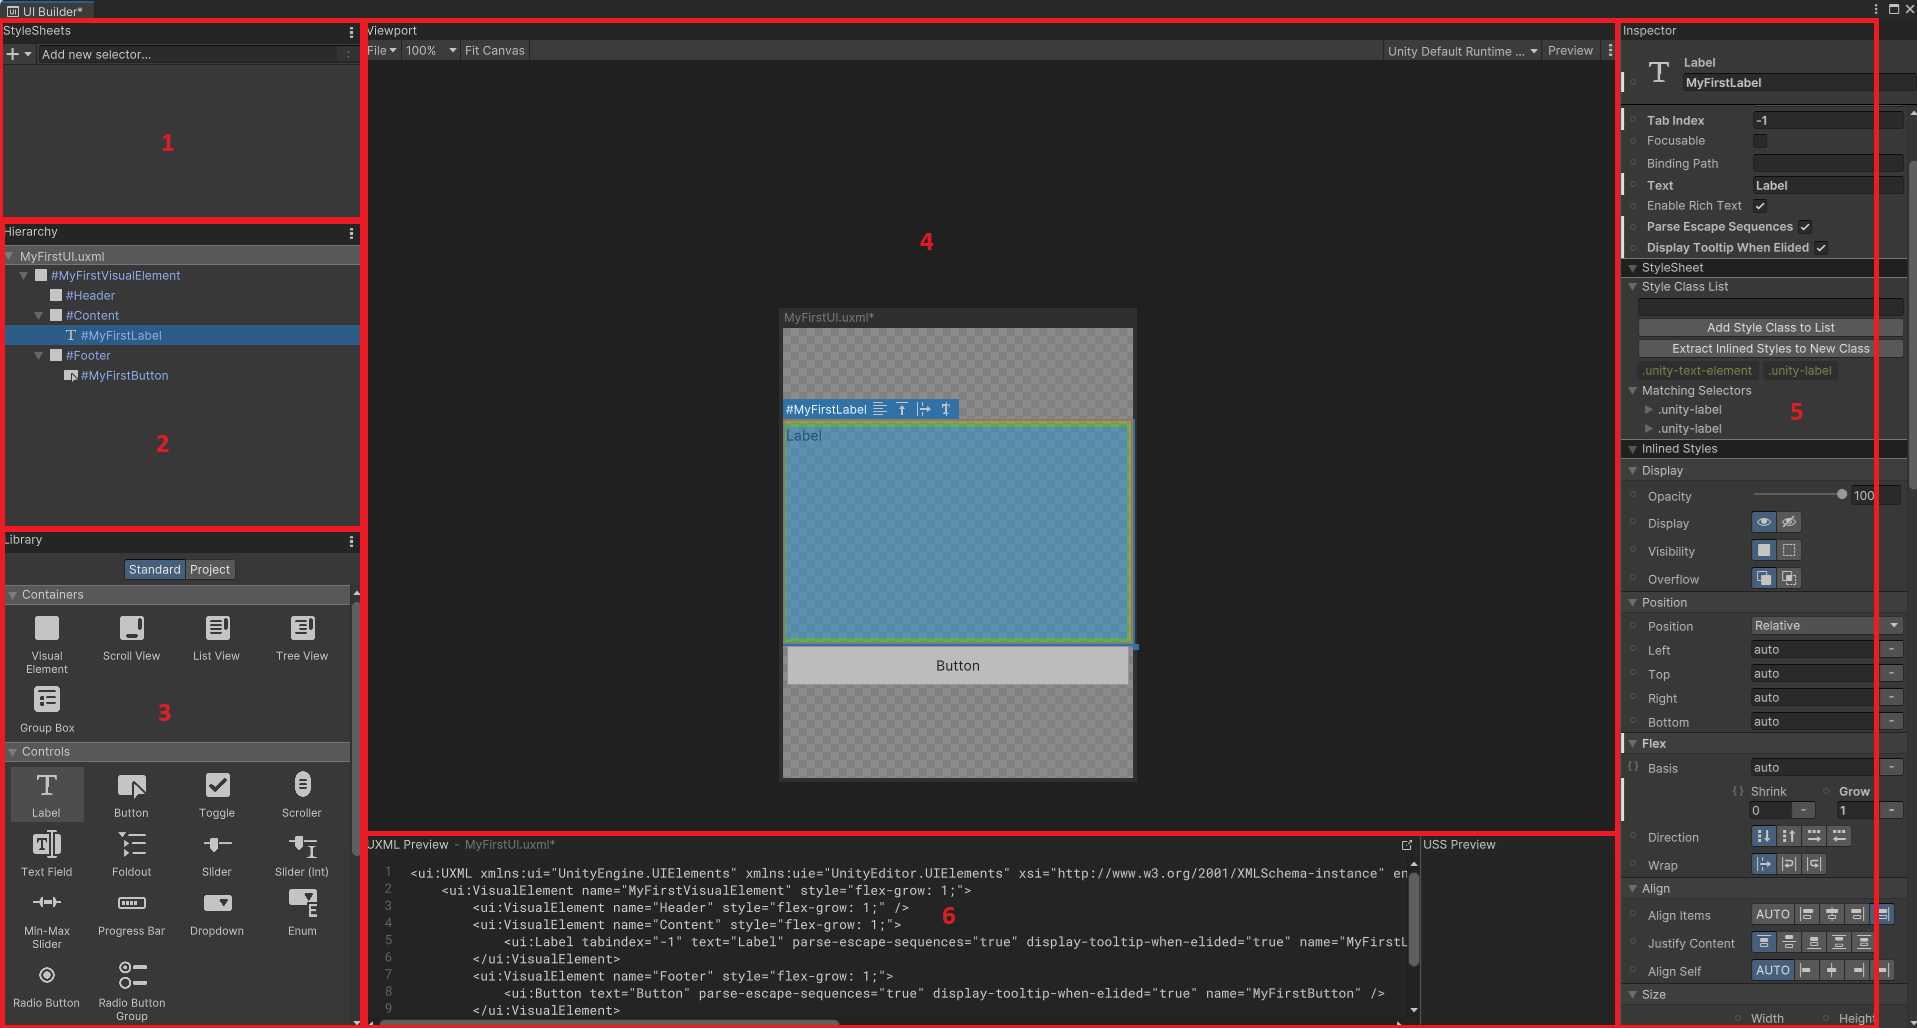 UI Builder*
StyleSheets
Add new selector...
1
Hierarchy
MyFirstUI.uxml
#MyFirstVisualElement
#Header
#Content
#MyFirstLabel
#Footer
#MyFirstButton
2
Library
Standard Project
Containers
Visual Element
Scroll View
List View
Tree View
Group Box
3
Controls
Label
Button
Toggle
Scroller
Text Field
Foldout
Slider
Slider (Int)
Min-Max Slider
Progress Bar
Dropdown
Enum
Radio Button
Radio Button Group
Viewport
File 100% Fit Canvas
Unity Default Runtime ... Preview
4
MyFirstUI.uxml*
#MyFirstLabel
Label
Button
UXML Preview - MyFirstUI.uxml*
1 <ui:UXML xmlns:ui="UnityEngine.UIElements" xmlns:uie="UnityEditor.UIElements" xsi="http://www.w3.org/2001/XMLSchema-instance" en
2 <ui:VisualElement name="MyFirstVisualElement" style="flex-grow: 1;">
3 <ui:VisualElement name="Header" style="flex-grow: 1;" />
4 <ui:VisualElement name="Content" style="flex-grow: 1;">
5 <ui:Label tabindex="-1" text="Label" parse-escape-sequences="true" display-tooltip-when-elided="true" name="MyFirstL
6 </ui:VisualElement>
7 <ui:VisualElement name="Footer" style="flex-grow: 1;">
8 <ui:Button text="Button" parse-escape-sequences="true" display-tooltip-when-elided="true" name="MyFirstButton" />
9 </ui:VisualElement>
6
USS Preview
Inspector
Label
MyFirstLabel
Tab Index -1
Focusable
Binding Path
Text Label
Enable Rich Text
Parse Escape Sequences
Display Tooltip When Elided
StyleSheet
Style Class List
Add Style Class to List
Extract Inlined Styles to New Class
.unity-text-element .unity-label
Matching Selectors
.unity-label
.unity-label
5
Inlined Styles
Display
Opacity 100
Display
Visibility
Overflow
Position
Position Relative
Left auto -
Top auto -
Right auto -
Bottom auto -
Flex
Basis auto -
Shrink Grow
0 - 1 -
Direction
Wrap
Align
Align Items AUTO
Justify Content
Align Self AUTO
Size
Width Height